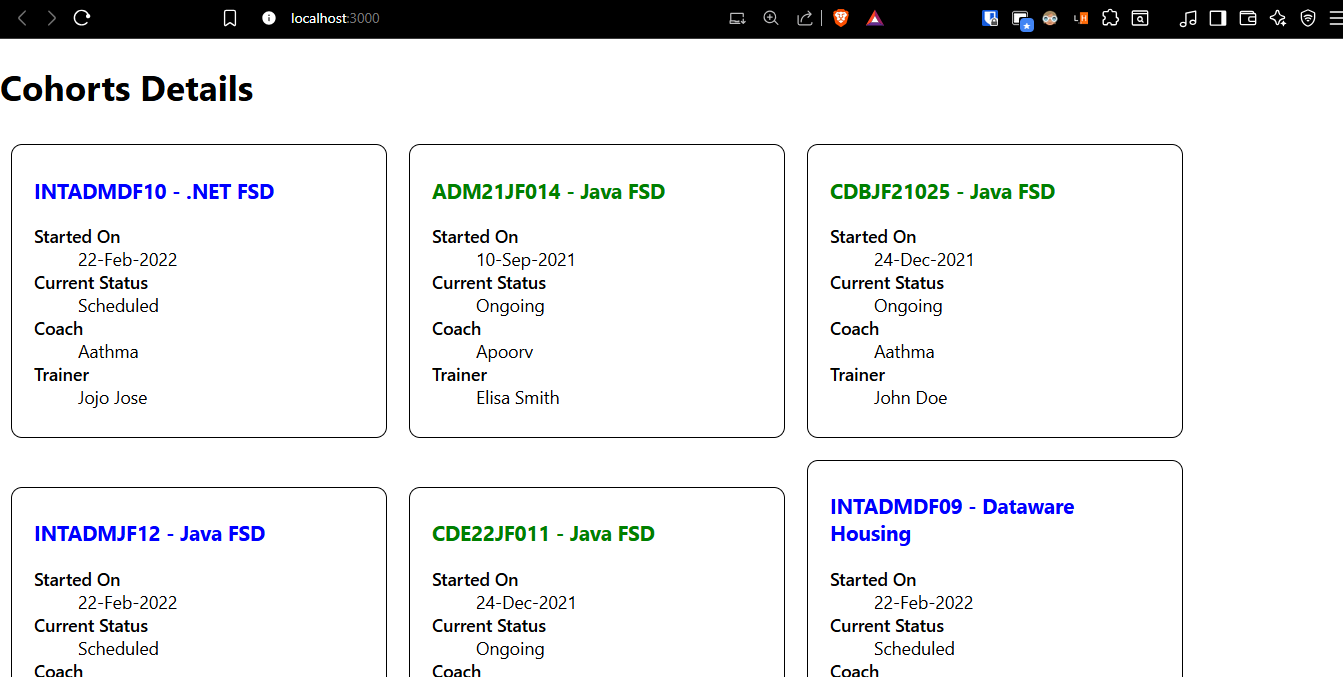 localhost:3000
Cohorts Details
INTADMDF10 - .NET FSD
Started On
22-Feb-2022
Current Status
Scheduled
Coach
Aathma
Trainer
Jojo Jose
ADM21JF014 - Java FSD
Started On
10-Sep-2021
Current Status
Ongoing
Coach
Apoorv
Trainer
Elisa Smith
CDBJF21025 - Java FSD
Started On
24-Dec-2021
Current Status
Ongoing
Coach
Aathma
Trainer
John Doe
INTADMJF12 - Java FSD
Started On
22-Feb-2022
Current Status
Scheduled
Coach
CDE22JF011 - Java FSD
Started On
24-Dec-2021
Current Status
Ongoing
Coach
INTADMDF09 - Dataware
Housing
Started On
22-Feb-2022
Current Status
Scheduled
Coach